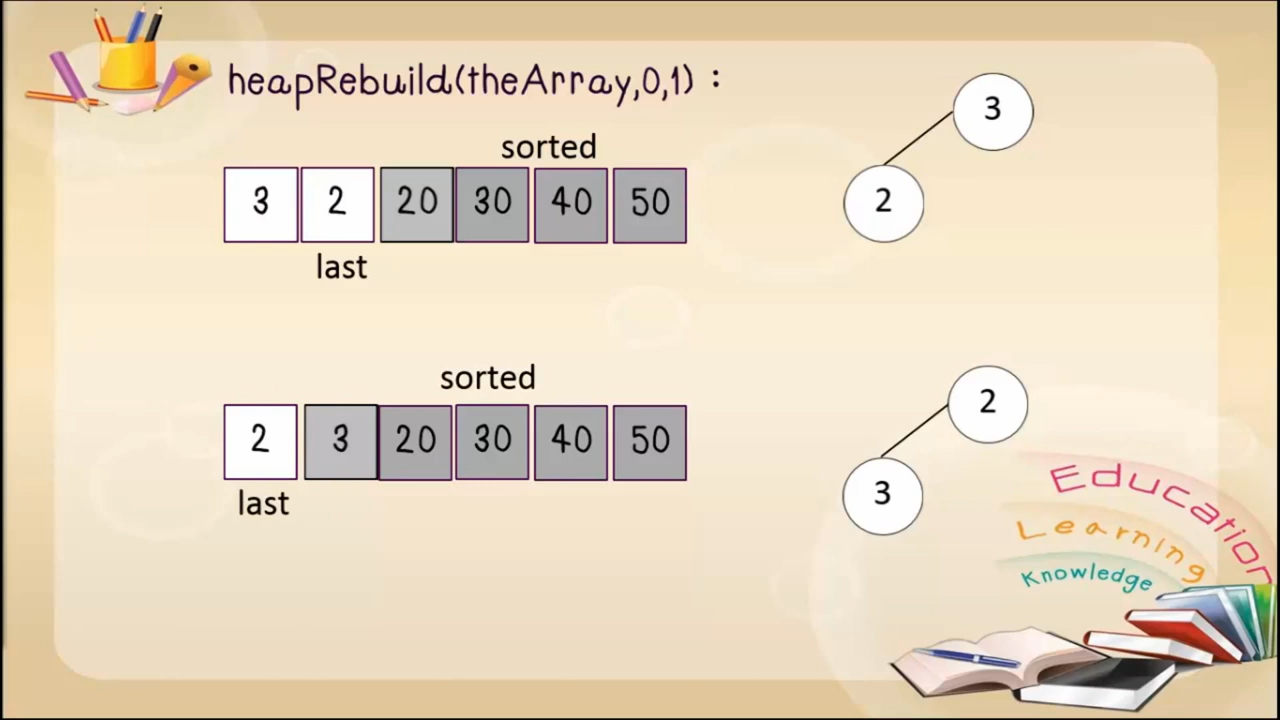 heapRebuild(theArray,0,1) :
sorted
3 2 20 30 40 50
last
3
2
sorted
2 3 20 30 40 50
last
2
3
Education
Learning
Knowledge